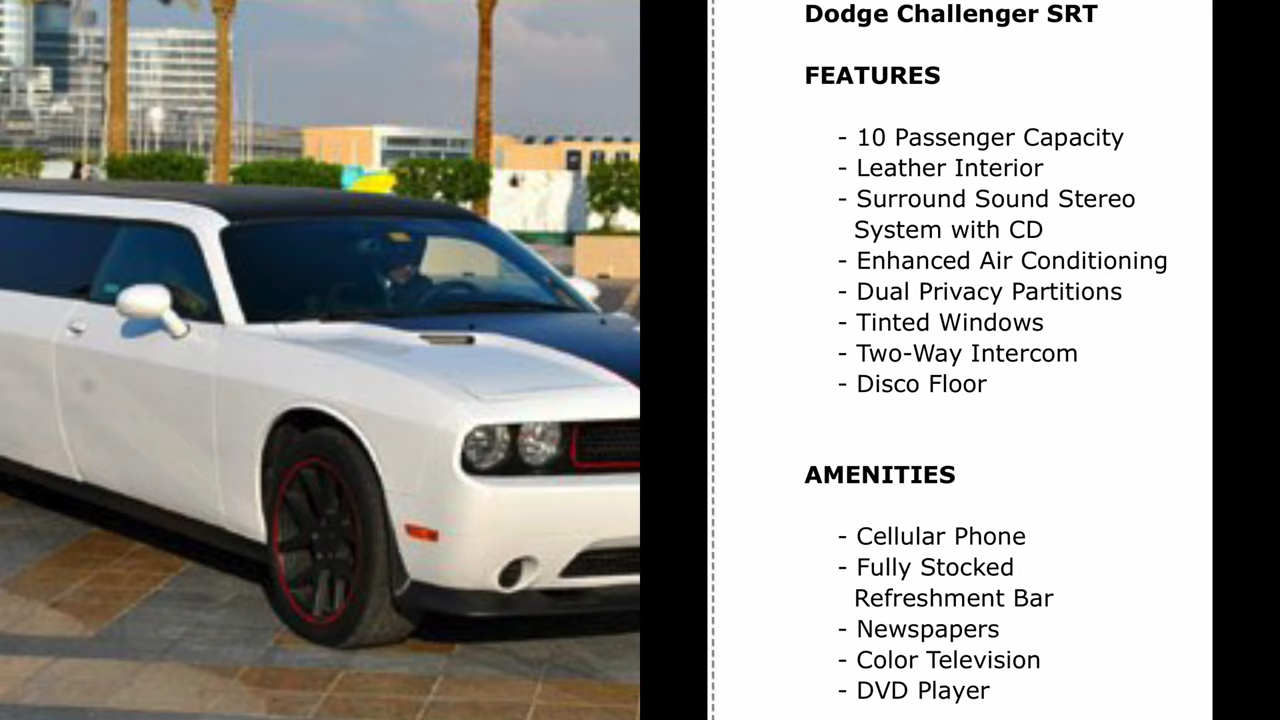 Dodge Challenger SRT
FEATURES
- 10 Passenger Capacity
- Leather Interior
- Surround Sound Stereo
System with CD
- Enhanced Air Conditioning
- Dual Privacy Partitions
- Tinted Windows
- Two-Way Intercom
- Disco Floor
AMENITIES
- Cellular Phone
- Fully Stocked
Refreshment Bar
- Newspapers
- Color Television
- DVD Player